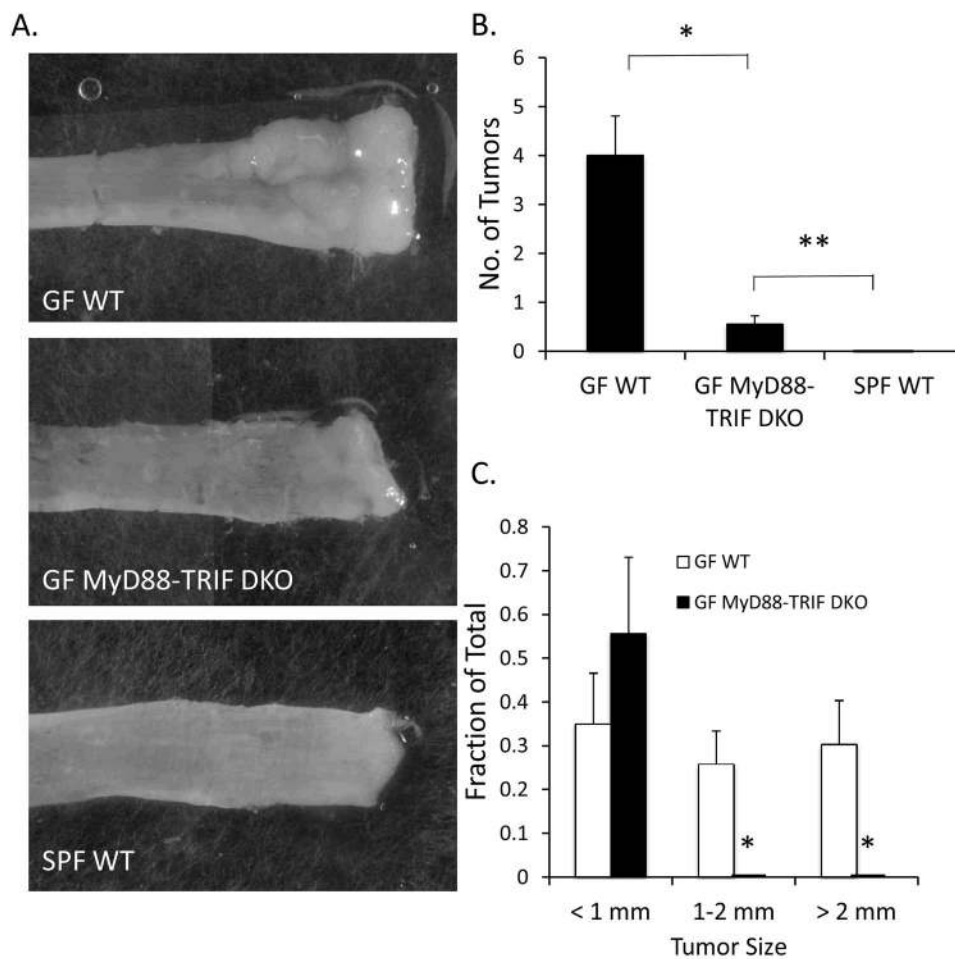 A.
GF WT
GF MyD88-TRIF DKO
SPF WT
B.
*
**
No. of Tumors
6
5
4
3
2
1
0
GF WT
GF MyD88-
TRIF DKO
SPF WT
C.
Fraction of Total
0.8
0.7
0.6
0.5
0.4
0.3
0.2
0.1
0
GF WT
GF MyD88-TRIF DKO
*
*
< 1 mm
1-2 mm
> 2 mm
Tumor Size